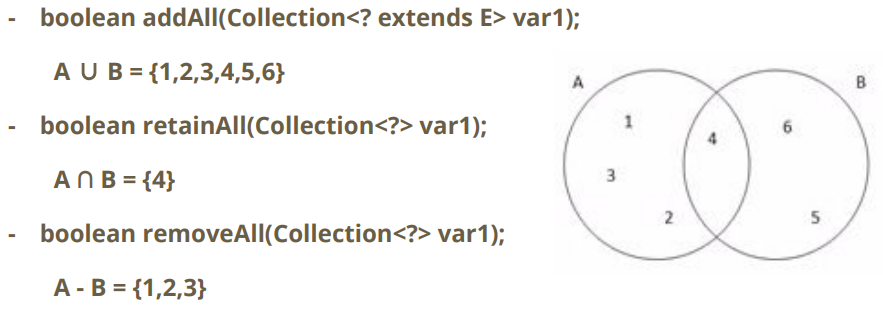 - boolean addAll(Collection<? extends E> var1);
A ∪ B = {1,2,3,4,5,6}
- boolean retainAll(Collection<?> var1);
A ∩ B = {4}
- boolean removeAll(Collection<?> var1);
A - B = {1,2,3}
A
B
1
4
6
3
2
5